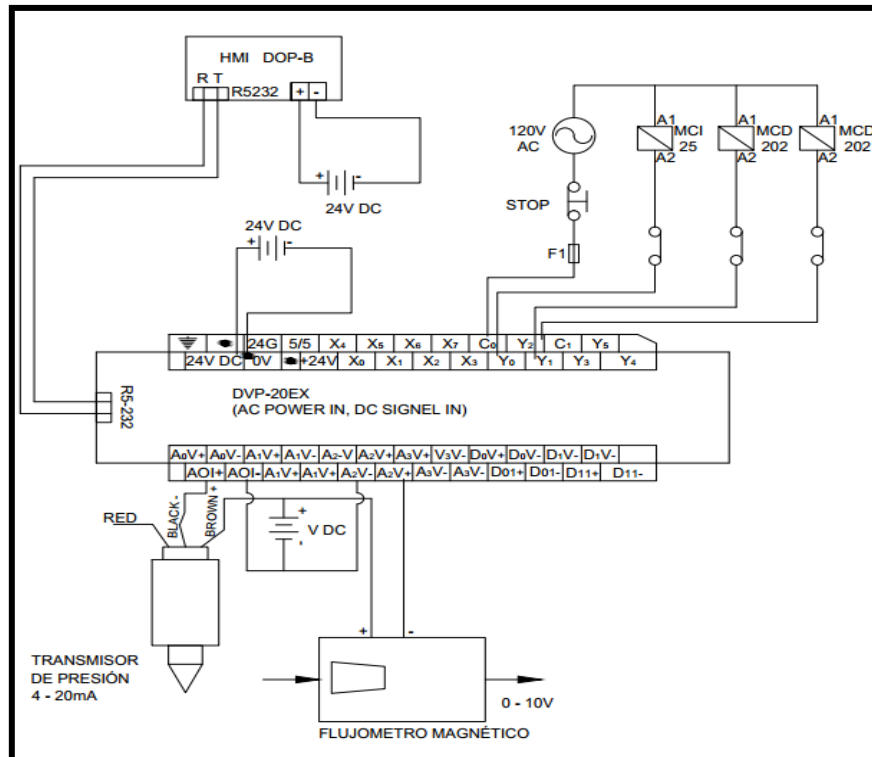 HMI DOP-B
R T
R5232
+ -
+ -
24V DC
24V DC
+ -
120V
AC
STOP
F1
A1
MCI
25
A2
A1
MCD
202
A2
A1
MCD
202
A2
24G 5/5 X4 X5 X6 X7 C0 Y2 C1 Y5
24V DC 0V +24V X0 X1 X2 X3 Y0 Y1 Y3 Y4
R5-232
DVP-20EX
(AC POWER IN, DC SIGNEL IN)
A0V+ A0V- A1V+ A1V- A2-V A2V+ A3V+ V3V- D0V+ D0V- D1V- D1V-
AOI+ AOI- A1V+ A1V+ A2V- A2V+ A3V- A3V- D01+ D01- D11+ D11-
RED
BLACK-
BROWN+
+
V DC
-
+ -
TRANSMISOR
DE PRESIÓN
4 - 20mA
0 - 10V
FLUJOMETRO MAGNÉTICO